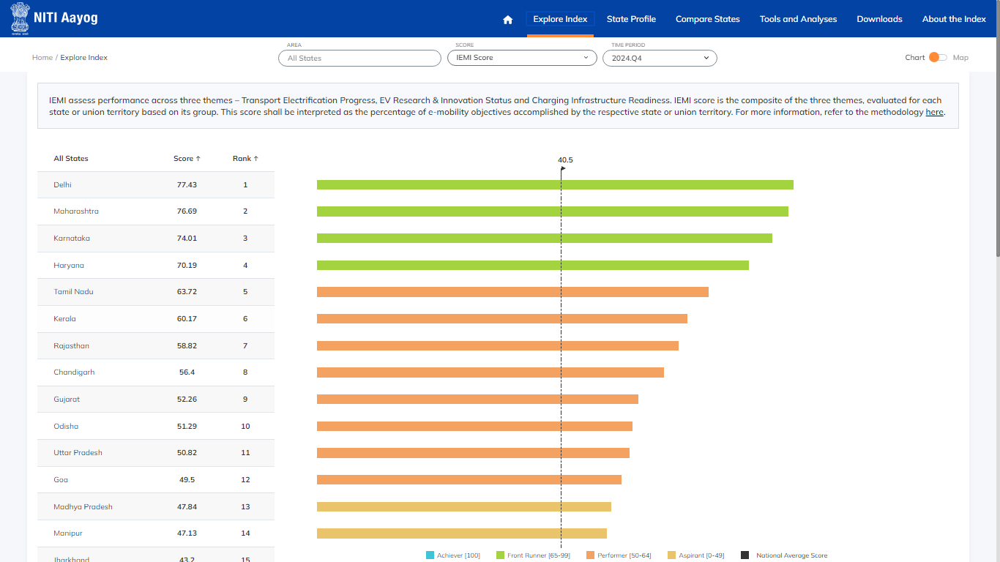 NITI Aayog
Explore Index
State Profile
Compare States
Tools and Analyses
Downloads
About the Index
Home / Explore Index
AREA
All States
SCORE
IEMI Score
TIME PERIOD
2024.Q4
Chart
Map
IEMI assess performance across three themes – Transport Electrification Progress, EV Research & Innovation Status and Charging Infrastructure Readiness. IEMI score is the composite of the three themes, evaluated for each
state or union territory based on its group. This score shall be interpreted as the percentage of e-mobility objectives accomplished by the respective state or union territory. For more information, refer to the methodology here.
All States Score ↑ Rank ↑
40.5
Delhi 77.43 1
Maharashtra 76.69 2
Karnataka 74.01 3
Haryana 70.19 4
Tamil Nadu 63.72 5
Kerala 60.17 6
Rajasthan 58.82 7
Chandigarh 56.4 8
Gujarat 52.26 9
Odisha 51.29 10
Uttar Pradesh 50.82 11
Goa 49.5 12
Madhya Pradesh 47.84 13
Manipur 47.13 14
Jharkhand 43.2 15
Achiever [100] Front Runner [65-99] Performer [50-64] Aspirant [0-49] National Average Score